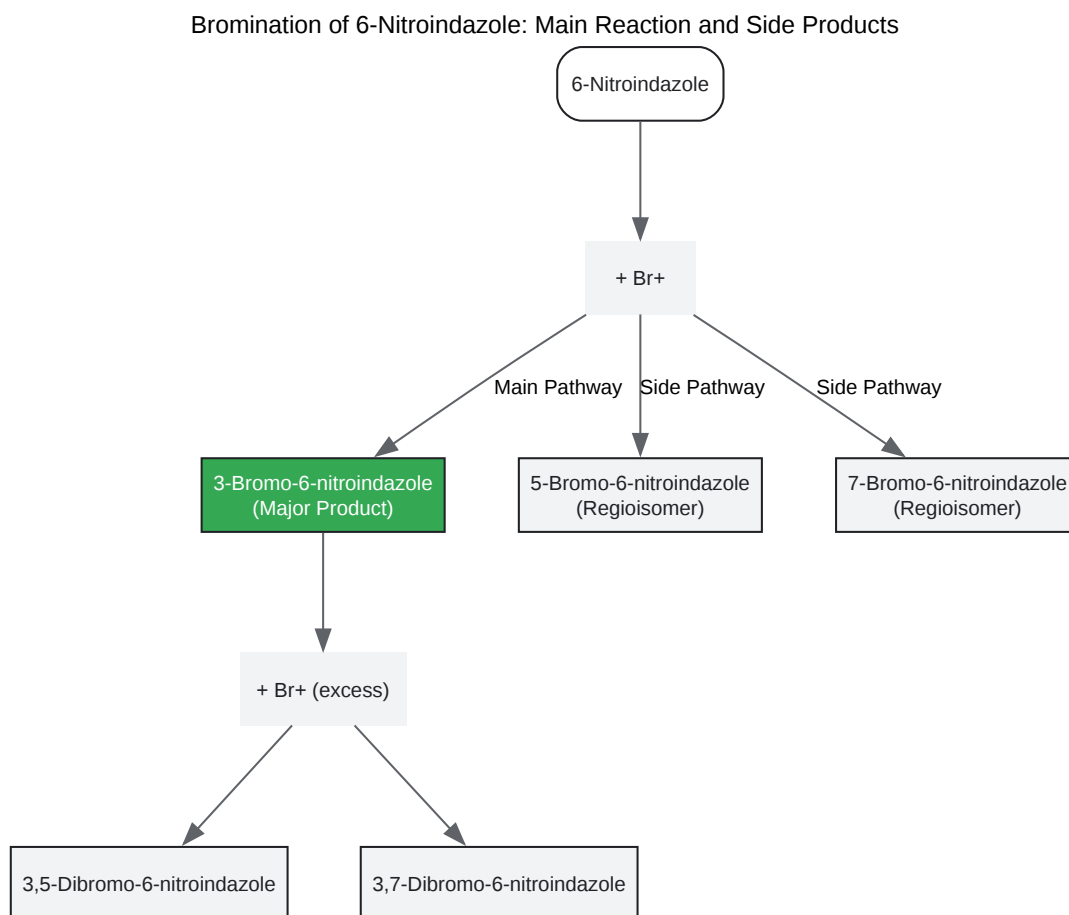 Bromination of 6-Nitroindazole: Main Reaction and Side Products
6-Nitroindazole
+ Br+
Main Pathway
Side Pathway
Side Pathway
3-Bromo-6-nitroindazole
(Major Product)
5-Bromo-6-nitroindazole
(Regioisomer)
7-Bromo-6-nitroindazole
(Regioisomer)
+ Br+ (excess)
3,5-Dibromo-6-nitroindazole
3,7-Dibromo-6-nitroindazole